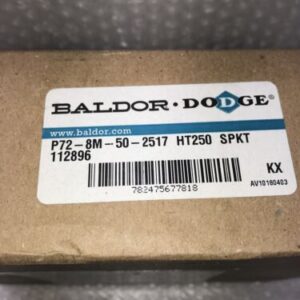 BALDOR · DODGE
www.baldor.com
P72-8M-50-2517 HT250 SPKT
112896
KX
782475677818
AV10180403